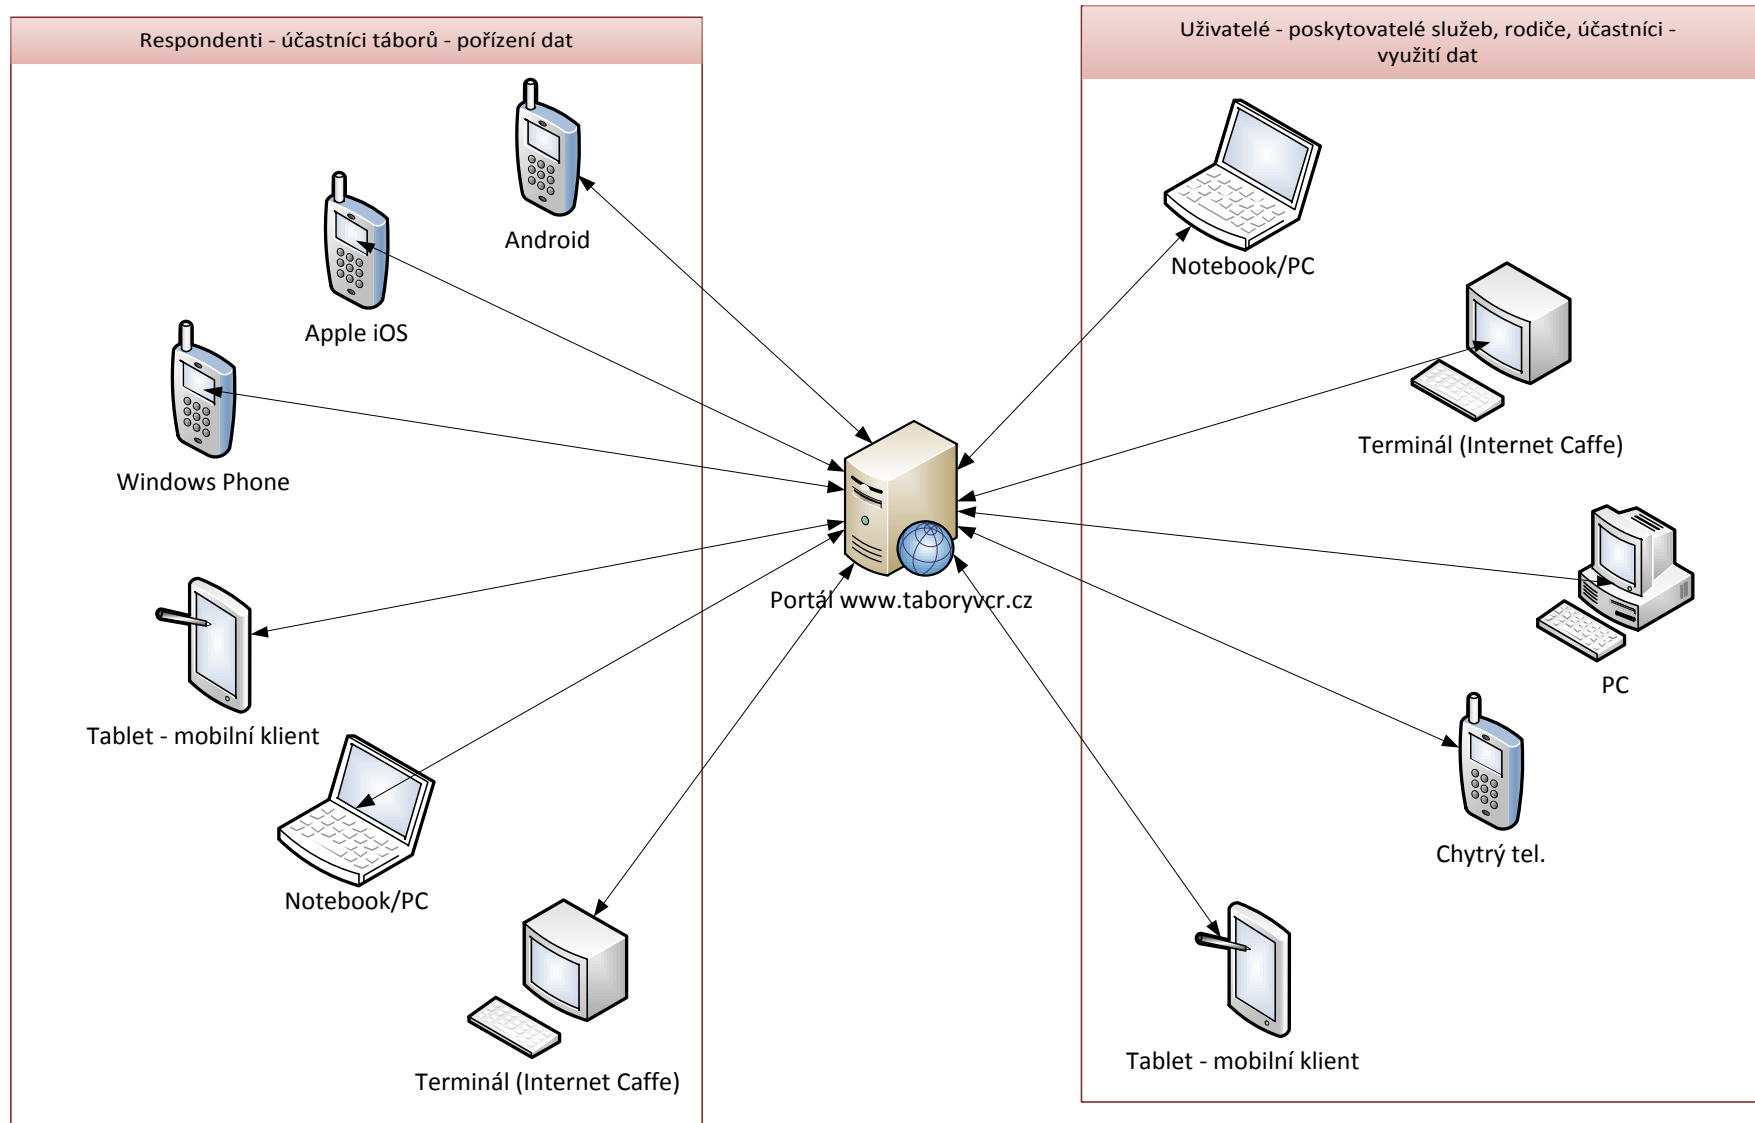 Respondenti - účastníci táborů - pořízení dat
Android
Apple iOS
Windows Phone
Tablet - mobilní klient
Notebook/PC
Terminál (Internet Caffe)
Portál www.taboryvcr.cz
Uživatelé - poskytovatelé služeb, rodiče, účastníci -
využití dat
Notebook/PC
Terminál (Internet Caffe)
PC
Chytrý tel.
Tablet - mobilní klient